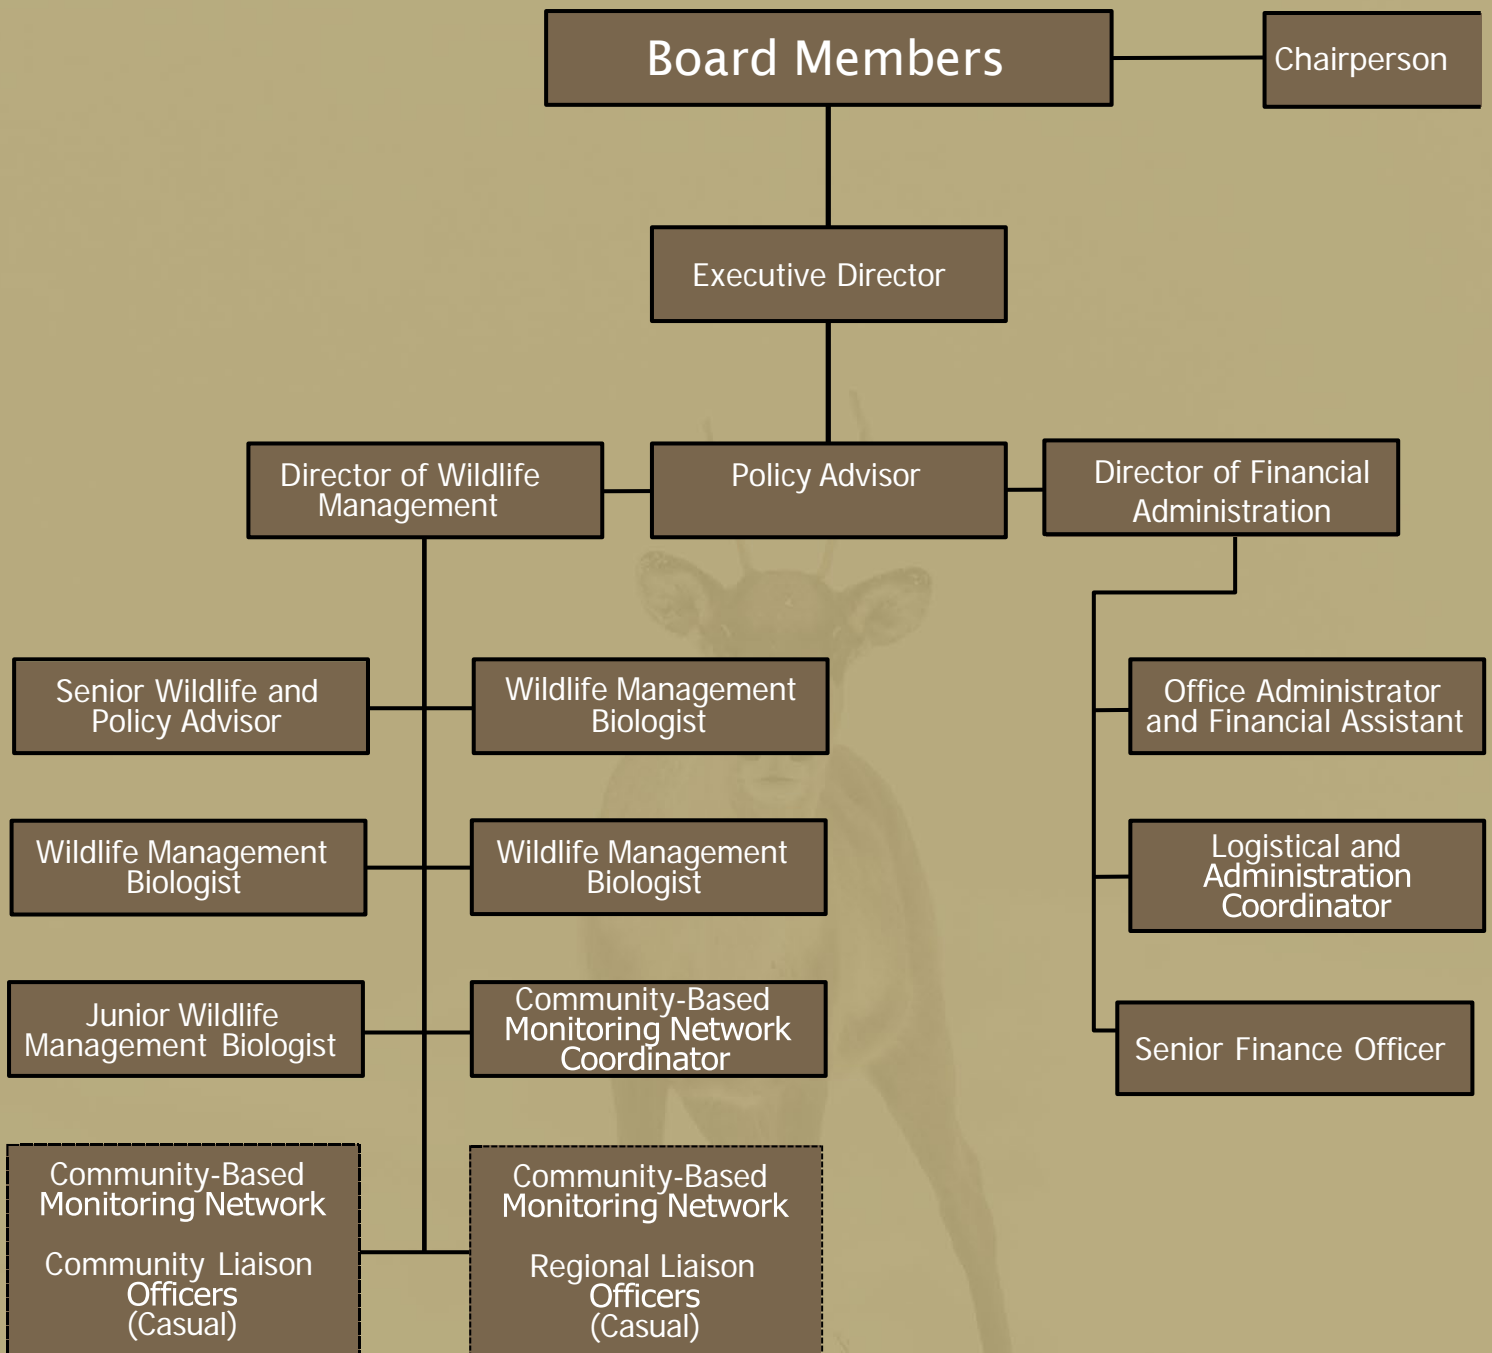 Board Members
Chairperson
Executive Director
Director of Wildlife
Management
Policy Advisor
Director of Financial
Administration
Senior Wildlife and
Policy Advisor
Wildlife Management
Biologist
Office Administrator
and Financial Assistant
Wildlife Management
Biologist
Wildlife Management
Biologist
Logistical and
Administration
Coordinator
Junior Wildlife
Management Biologist
Community-Based
Monitoring Network
Coordinator
Senior Finance Officer
Community-Based
Monitoring Network
Community Liaison
Officers
(Casual)
Community-Based
Monitoring Network
Regional Liaison
Officers
(Casual)